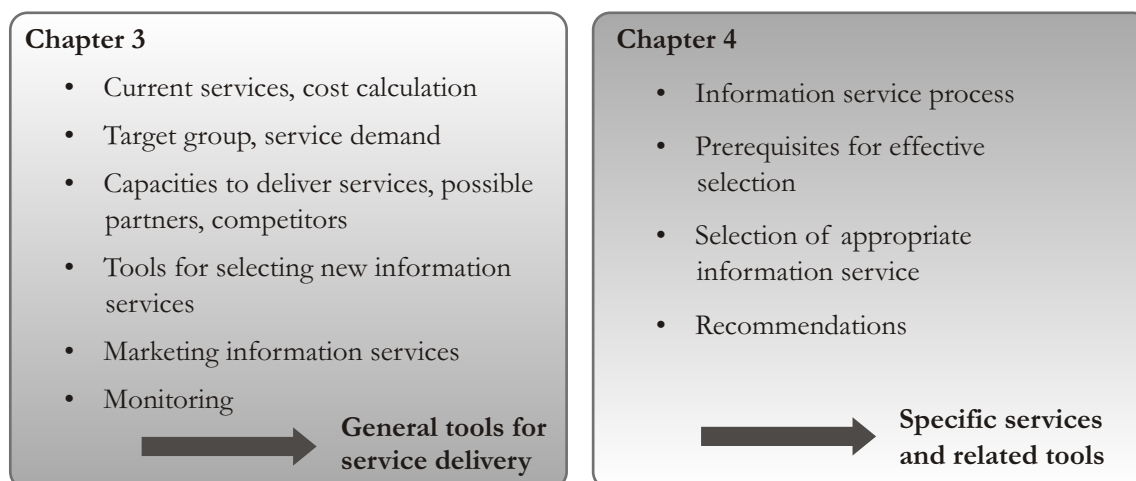 Chapter 3
• Current services, cost calculation
• Target group, service demand
• Capacities to deliver services, possible
partners, competitors
• Tools for selecting new information
services
• Marketing information services
• Monitoring
General tools for
service delivery
Chapter 4
• Information service process
• Prerequisites for effective
selection
• Selection of appropriate
information service
• Recommendations
Specific services
and related tools